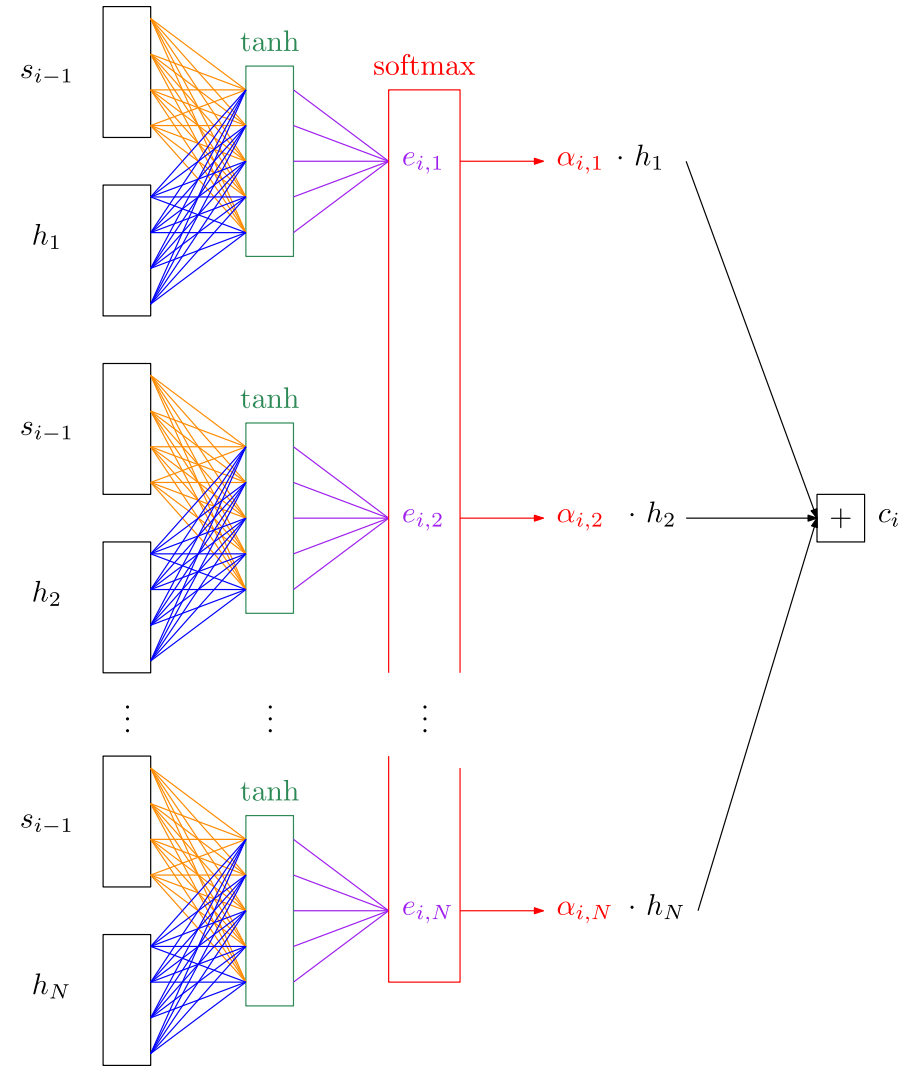 tanh
softmax
s_{i−1}
e_{i,1}
α_{i,1} · h_1
h_1
tanh
s_{i−1}
e_{i,2}
α_{i,2} · h_2
+ c_i
h_2
⋮ ⋮ ⋮
tanh
s_{i−1}
e_{i,N}
α_{i,N} · h_N
h_N